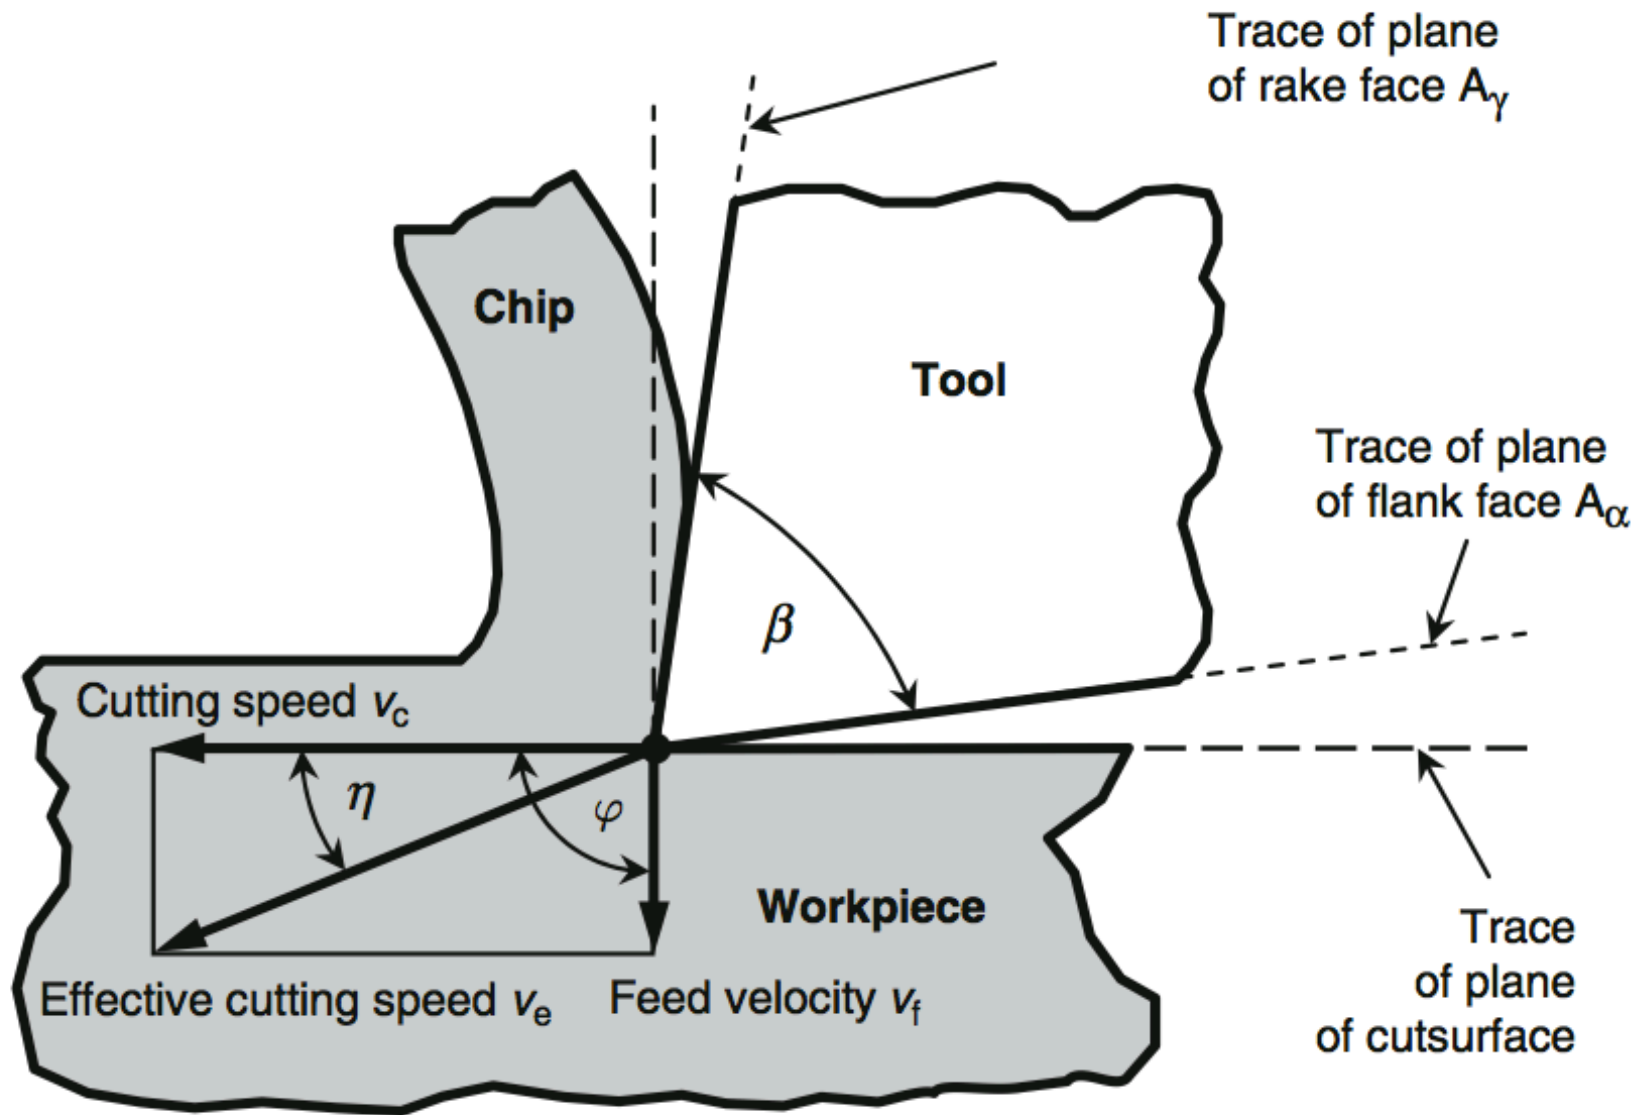 Trace of plane
of rake face Aγ
Chip
Tool
Trace of plane
of flank face Aα
β
Cutting speed vc
η
φ
Workpiece
Effective cutting speed ve
Feed velocity vf
Trace
of plane
of cutsurface